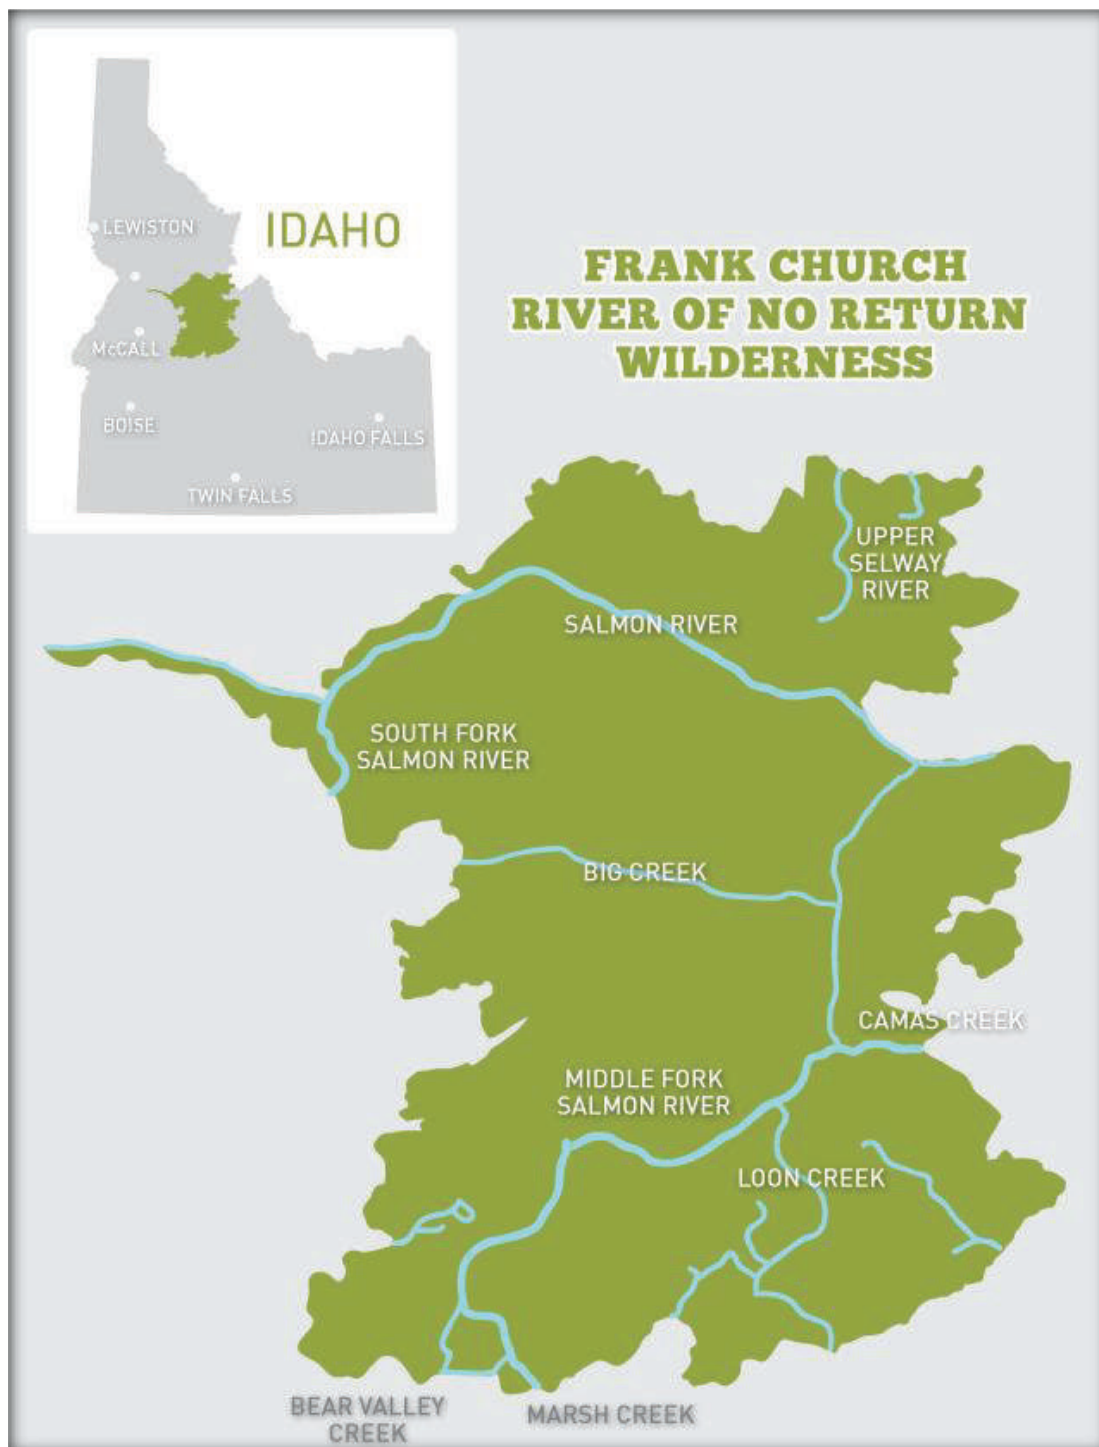 LEWISTON
IDAHO
McCALL
BOISE
IDAHO FALLS
TWIN FALLS
FRANK CHURCH
RIVER OF NO RETURN
WILDERNESS
UPPER
SELWAY
RIVER
SALMON RIVER
SOUTH FORK
SALMON RIVER
BIG CREEK
CAMAS CREEK
MIDDLE FORK
SALMON RIVER
LOON CREEK
BEAR VALLEY
CREEK
MARSH CREEK